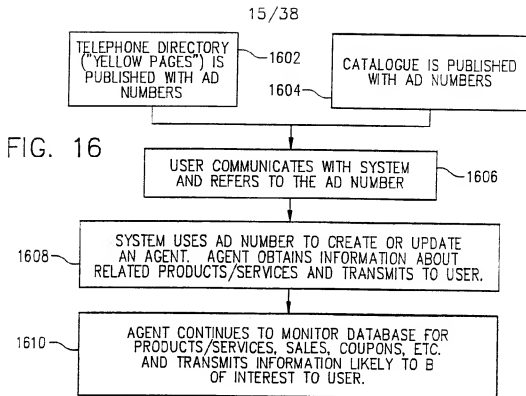 15/38
TELEPHONE DIRECTORY
("YELLOW PAGES") IS
PUBLISHED WITH AD
NUMBERS
1602
CATALOGUE IS PUBLISHED
WITH AD NUMBERS
1604
FIG. 16
USER COMMUNICATES WITH SYSTEM
AND REFERS TO THE AD NUMBER
1606
SYSTEM USES AD NUMBER TO CREATE OR UPDATE
AN AGENT. AGENT OBTAINS INFORMATION ABOUT
RELATED PRODUCTS/SERVICES AND TRANSMITS TO USER.
1608
AGENT CONTINUES TO MONITOR DATABASE FOR
PRODUCTS/SERVICES, SALES, COUPONS, ETC.
AND TRANSMITS INFORMATION LIKELY TO B
OF INTEREST TO USER.
1610